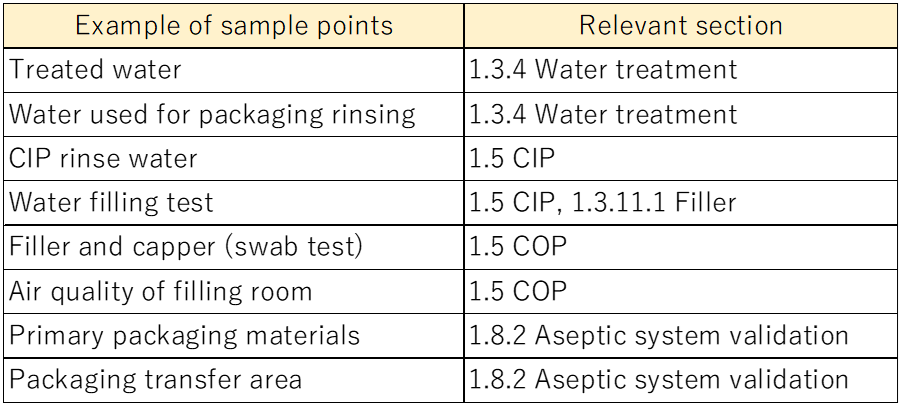 Example of sample points Relevant section
Treated water 1.3.4 Water treatment
Water used for packaging rinsing 1.3.4 Water treatment
CIP rinse water 1.5 CIP
Water filling test 1.5 CIP, 1.3.11.1 Filler
Filler and capper (swab test) 1.5 COP
Air quality of filling room 1.5 COP
Primary packaging materials 1.8.2 Aseptic system validation
Packaging transfer area 1.8.2 Aseptic system validation